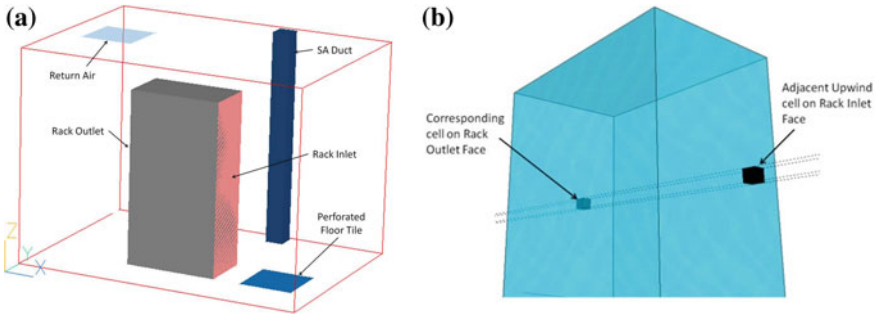 (a)
SA Duct
Return Air
Rack Outlet
Rack Inlet
Perforated
Floor Tile
Z
Y
X
(b)
Adjacent Upwind
cell on Rack Inlet
Face
Corresponding
cell on Rack
Outlet Face